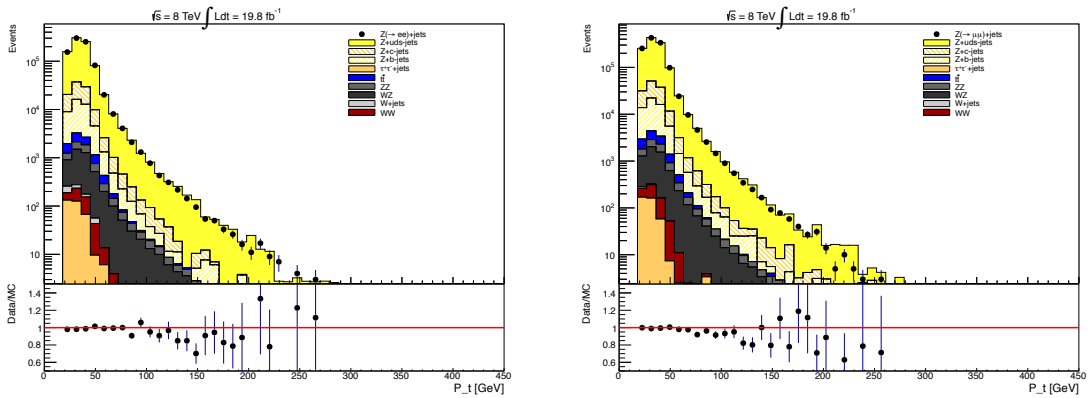 √s = 8 TeV ∫ Ldt = 19.8 fb⁻¹
Events
Z(→ ee)+jets
Z+uds-jets
Z+c-jets
Z+b-jets
τ⁺τ⁻+jets
tt̄
ZZ
WZ
W+jets
WW
10⁵
10⁴
10³
10²
10
Data/MC
1.4
1.2
1
0.8
0.6
0 50 100 150 200 250 300 350 400 450
P_t [GeV]
√s = 8 TeV ∫ Ldt = 19.8 fb⁻¹
Events
Z(→ μμ)+jets
Z+uds-jets
Z+c-jets
Z+b-jets
τ⁺τ⁻+jets
tt̄
ZZ
WZ
W+jets
WW
10⁵
10⁴
10³
10²
10
Data/MC
1.4
1.2
1
0.8
0.6
0 50 100 150 200 250 300 350 400 450
P_t [GeV]